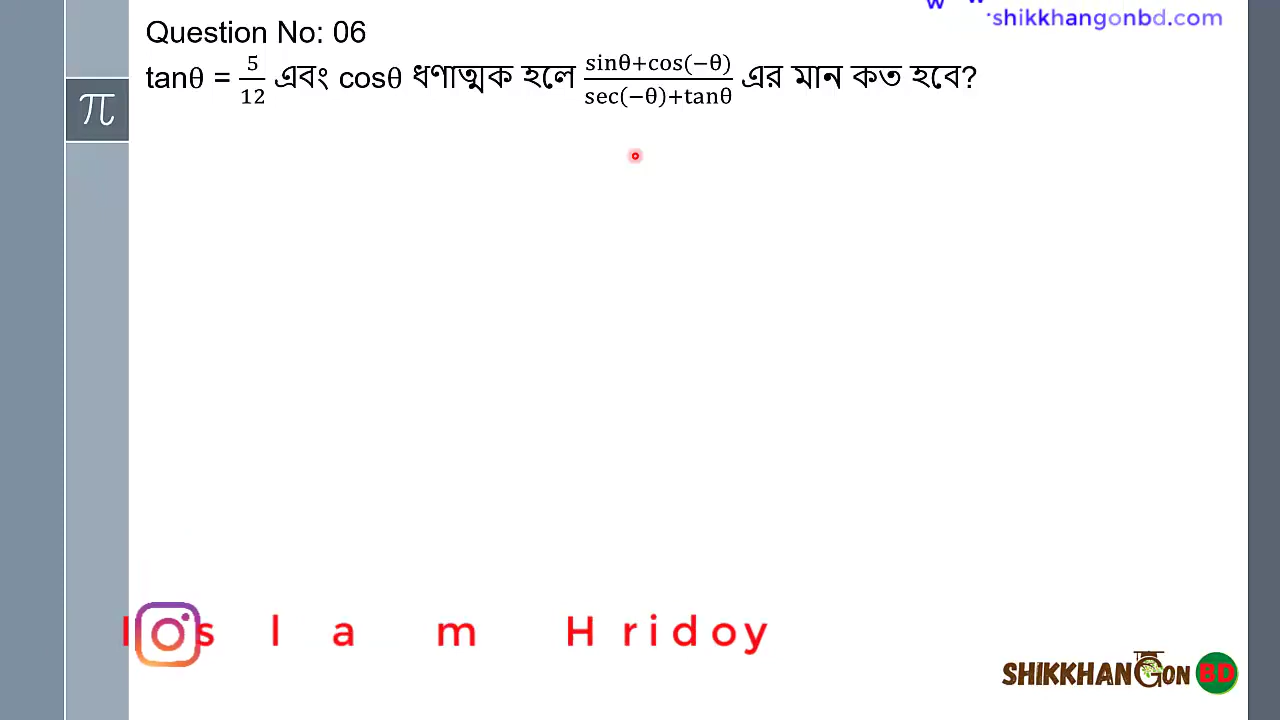 shikkhangonbd.com
Question No: 06
tanθ = 5/12 এবং cosθ ধণাত্মক হলে sinθ+cos(−θ)/sec(−θ)+tanθ এর মান কত হবে?
π
s l a m Hridoy
SHIKKHANGON BD